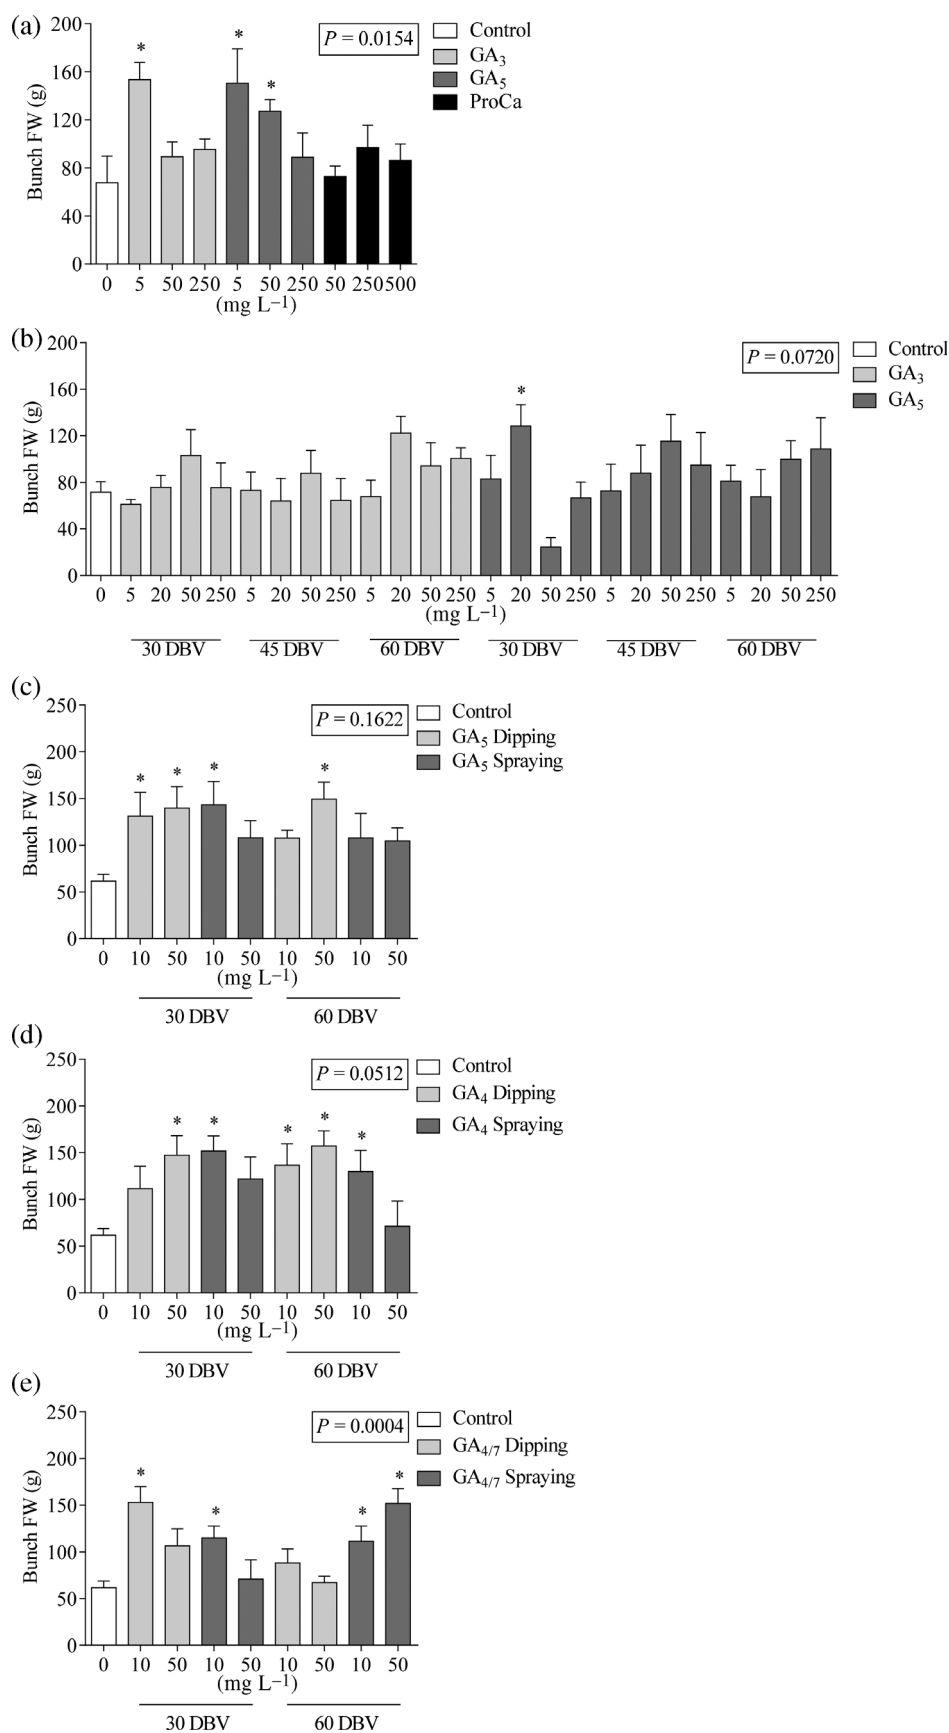 (a)
200
160
120
80
40
0
Bunch FW (g)
P = 0.0154
Control
GA₃
GA₅
ProCa
* * *
0 5 50 250 5 50 250 50 250 500
(mg L⁻¹)
(b)
200
160
120
80
40
0
Bunch FW (g)
P = 0.0720
Control
GA₃
GA₅
*
0 5 20 50 250 5 20 50 250 5 20 50 250 5 20 50 250 5 20 50 250 5 20 50 250
(mg L⁻¹)
30 DBV 45 DBV 60 DBV 30 DBV 45 DBV 60 DBV
(c)
250
200
150
100
50
0
Bunch FW (g)
P = 0.1622
Control
GA₅ Dipping
GA₅ Spraying
* * * *
0 10 50 10 50 10 50 10 50
(mg L⁻¹)
30 DBV 60 DBV
(d)
250
200
150
100
50
0
Bunch FW (g)
P = 0.0512
Control
GA₄ Dipping
GA₄ Spraying
* * * * *
0 10 50 10 50 10 50 10 50
(mg L⁻¹)
30 DBV 60 DBV
(e)
250
200
150
100
50
0
Bunch FW (g)
P = 0.0004
Control
GA₄/₇ Dipping
GA₄/₇ Spraying
* * * *
0 10 50 10 50 10 50 10 50
(mg L⁻¹)
30 DBV 60 DBV